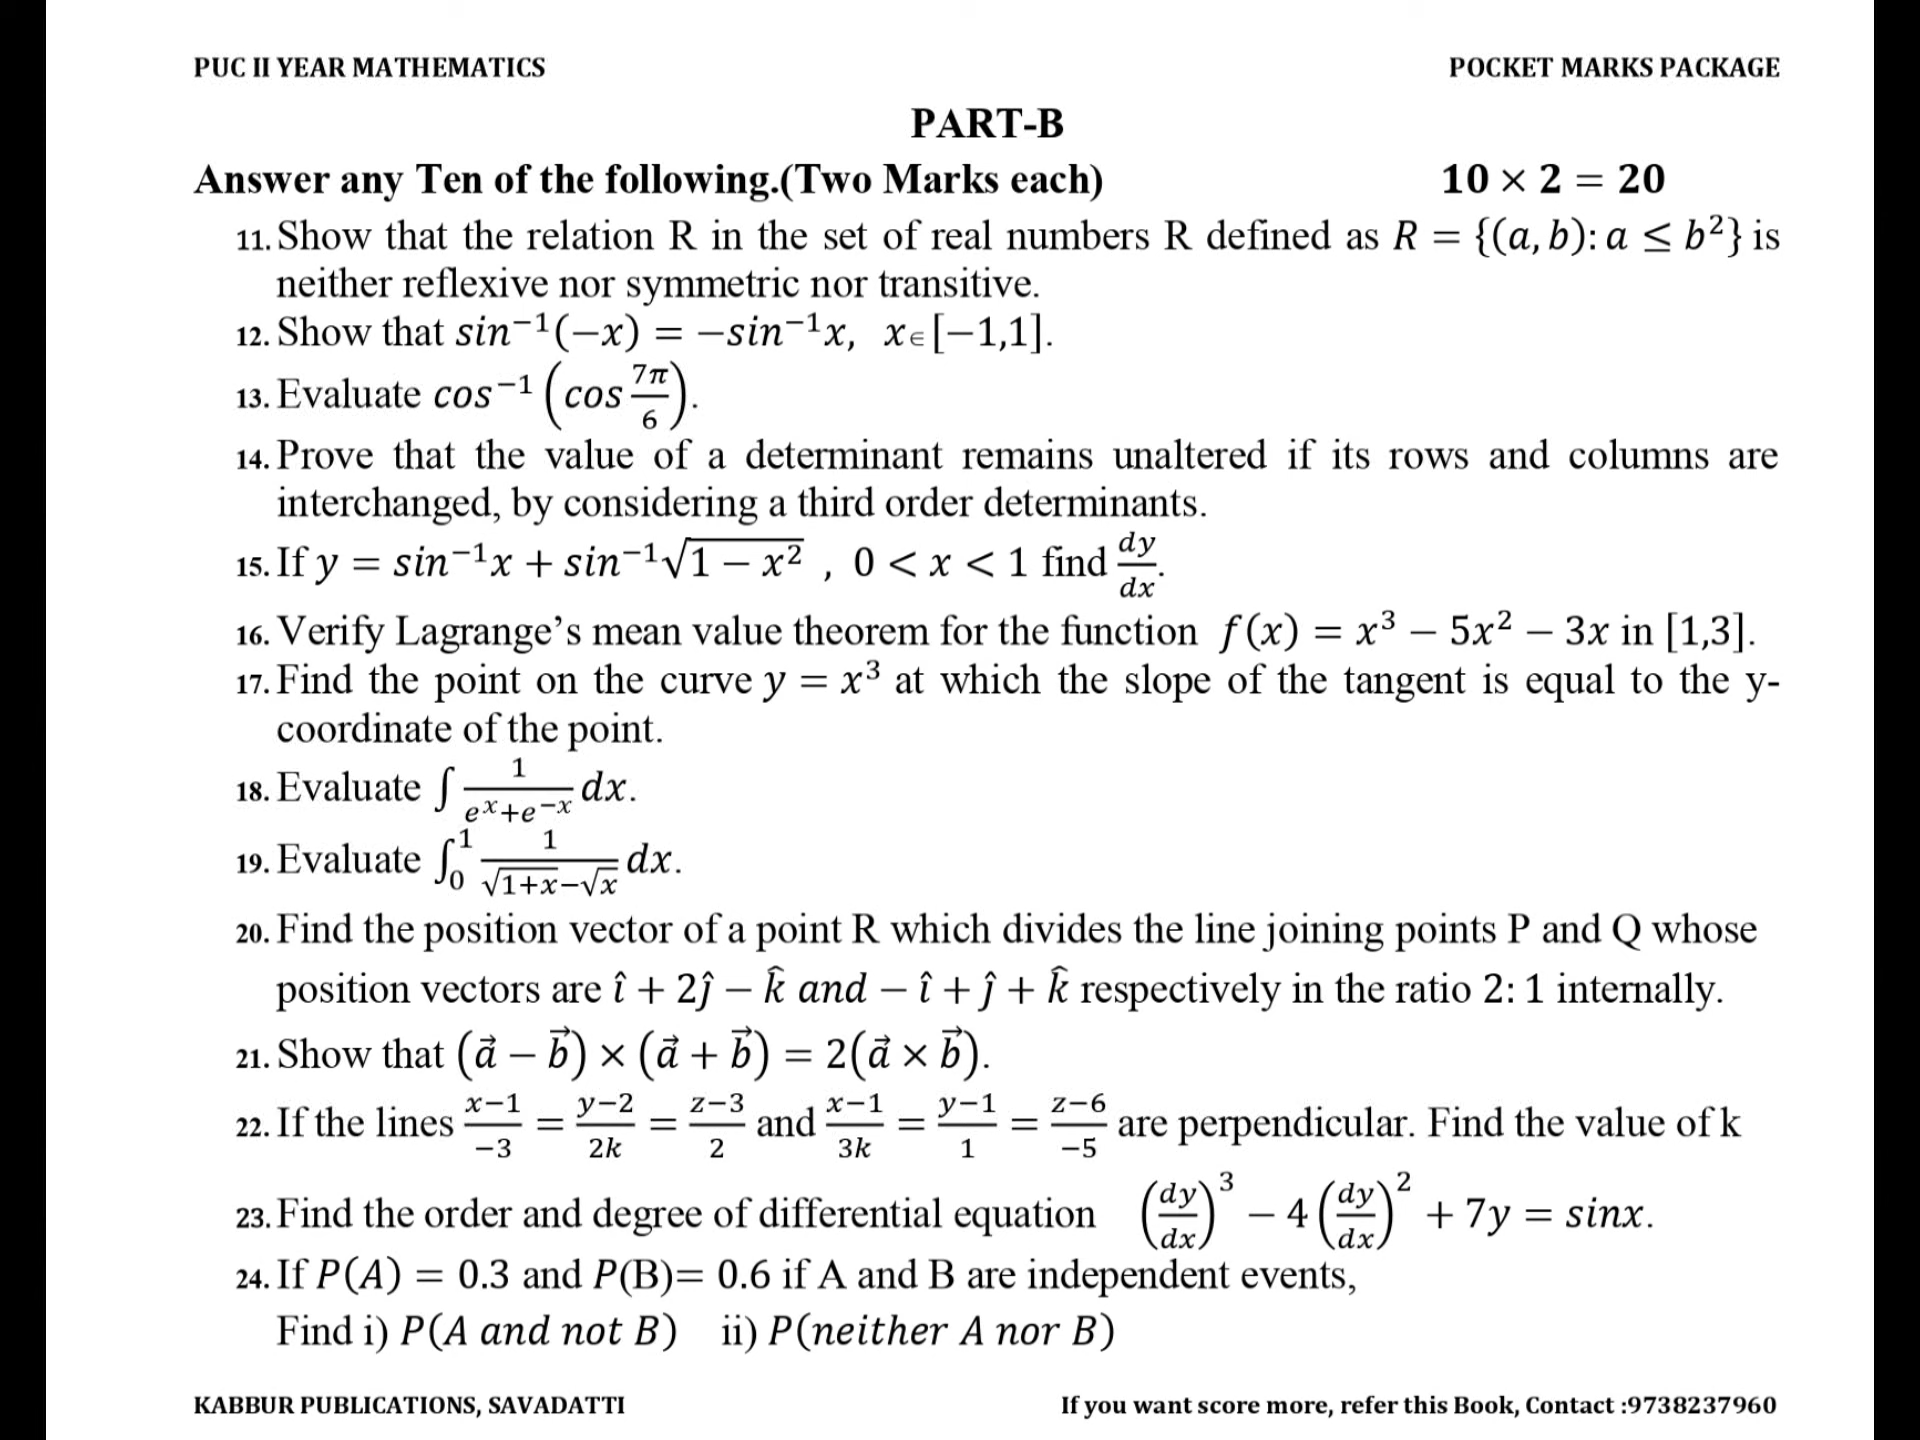 PUC II YEAR MATHEMATICS POCKET MARKS PACKAGE
PART-B
Answer any Ten of the following.(Two Marks each) 10 × 2 = 20
11. Show that the relation R in the set of real numbers R defined as R = {(a, b): a ≤ b²} is
neither reflexive nor symmetric nor transitive.
12. Show that sin⁻¹(−x) = −sin⁻¹x, x∈[−1,1].
13. Evaluate cos⁻¹(cos 7π/6).
14. Prove that the value of a determinant remains unaltered if its rows and columns are
interchanged, by considering a third order determinants.
15. If y = sin⁻¹x + sin⁻¹√(1 − x²) , 0 < x < 1 find dy/dx.
16. Verify Lagrange’s mean value theorem for the function f(x) = x³ − 5x² − 3x in [1,3].
17. Find the point on the curve y = x³ at which the slope of the tangent is equal to the y-
coordinate of the point.
18. Evaluate ∫ 1/(eˣ+e⁻ˣ) dx.
19. Evaluate ∫₀¹ 1/(√(1+x)−√x) dx.
20. Find the position vector of a point R which divides the line joining points P and Q whose
position vectors are î + 2ĵ − k̂ and − î + ĵ + k̂ respectively in the ratio 2: 1 internally.
21. Show that (a⃗ − b⃗) × (a⃗ + b⃗) = 2(a⃗ × b⃗).
22. If the lines (x−1)/−3 = (y−2)/2k = (z−3)/2 and (x−1)/3k = (y−1)/1 = (z−6)/−5 are perpendicular. Find the value of k
23. Find the order and degree of differential equation (dy/dx)³ − 4(dy/dx)² + 7y = sinx.
24. If P(A) = 0.3 and P(B)= 0.6 if A and B are independent events,
Find i) P(A and not B) ii) P(neither A nor B)
KABBUR PUBLICATIONS, SAVADATTI If you want score more, refer this Book, Contact :9738237960